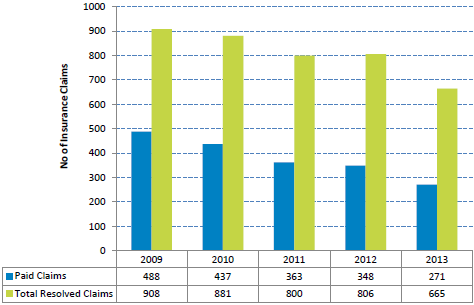 1000
900
800
700
600
500
400
300
200
100
0
No of Insurance Claims
2009 2010 2011 2012 2013
Paid Claims 488 437 363 348 271
Total Resolved Claims 908 881 800 806 665